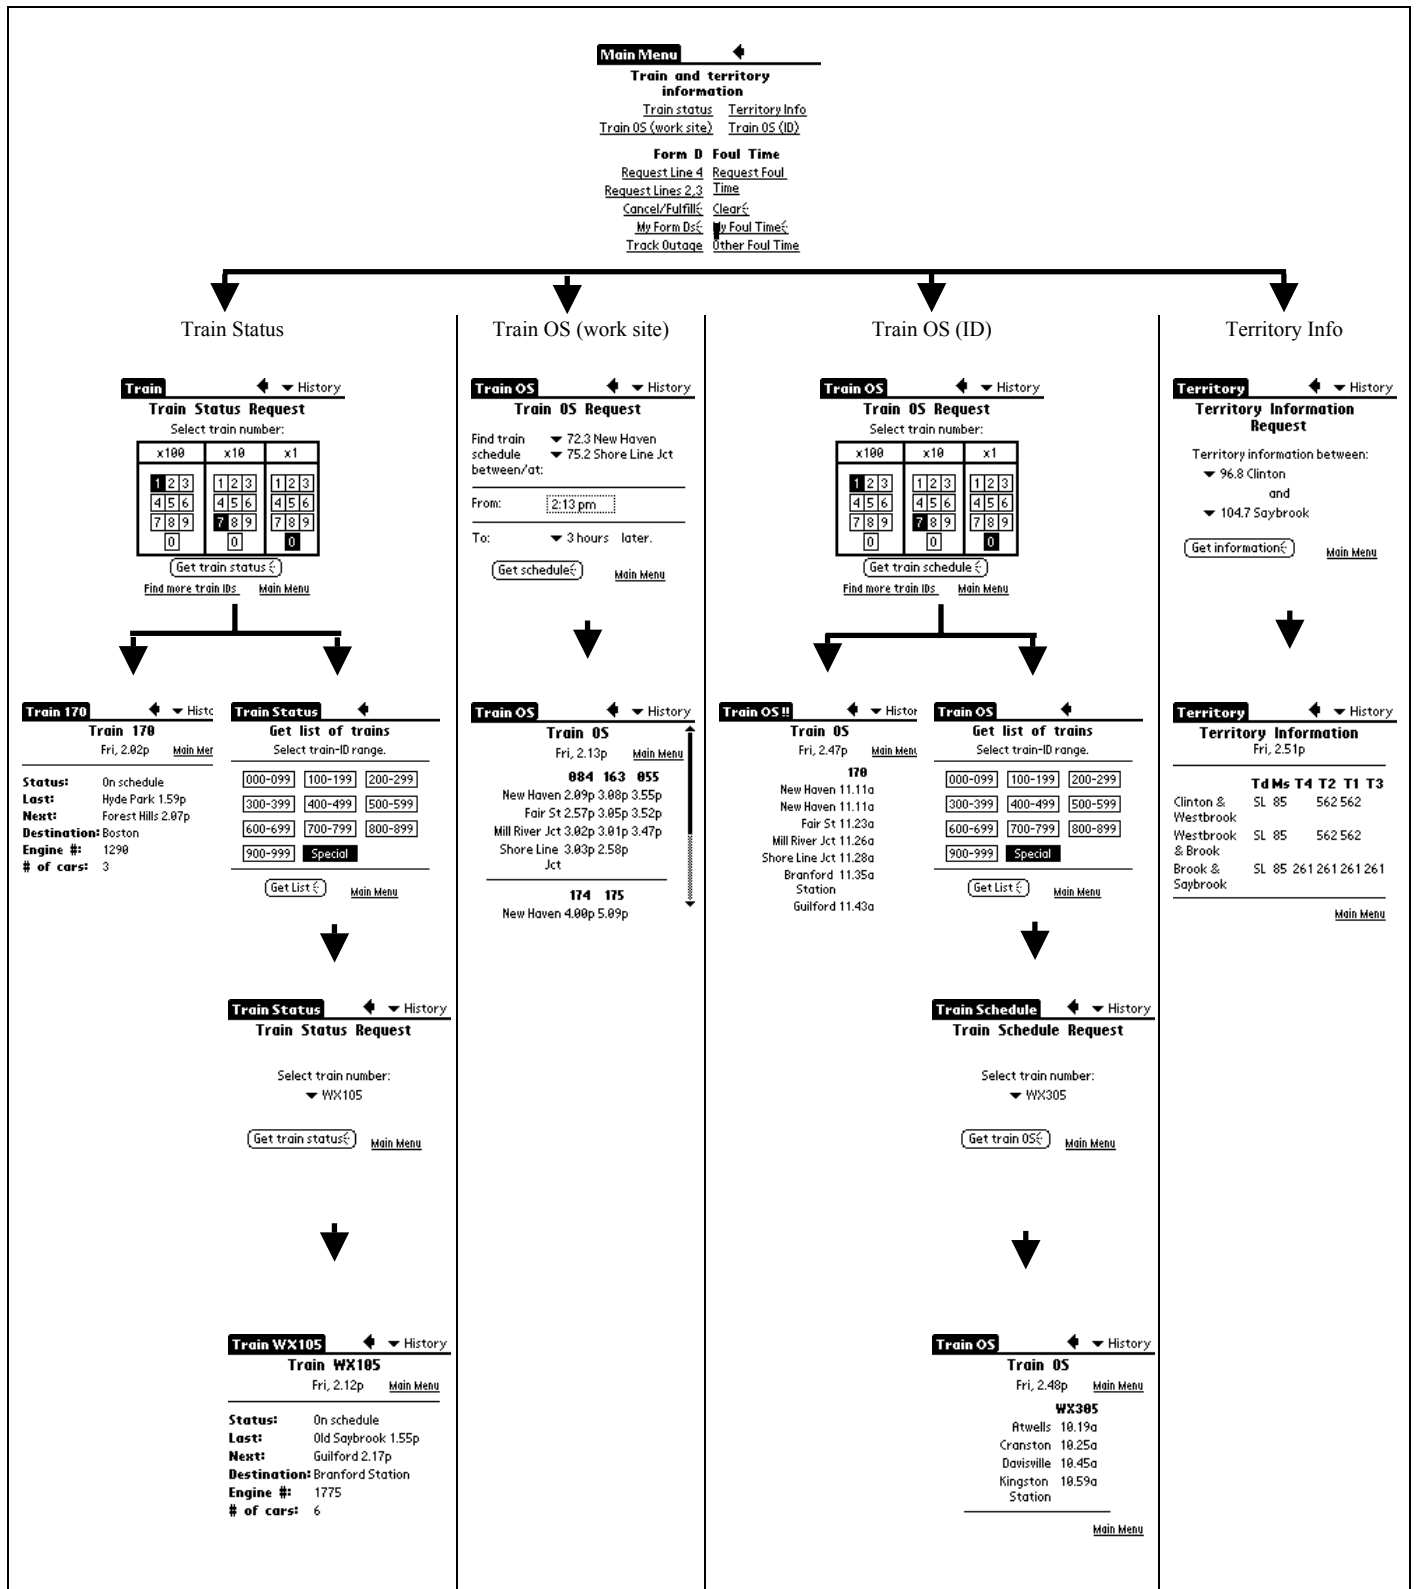 Main Menu
Train and territory
information
Train status Territory Info
Train OS (work site) Train OS (ID)
Form D Foul Time
Request Line 4 Request Foul
Request Lines 2,3 Time
Cancel/Fulfill Clear
My Form Ds My Foul Time
Track Outage Other Foul Time
Train Status
Train History
Train Status Request
Select train number:
x100 x10 x1
1 2 3 1 2 3 1 2 3
4 5 6 4 5 6 4 5 6
7 8 9 7 8 9 7 8 9
0 0 0
Get train status
Find more train IDs Main Menu
Train 170 Histo
Train 170
Fri, 2.02p Main Mer
Status: On schedule
Last: Hyde Park 1.59p
Next: Forest Hills 2.07p
Destination: Boston
Engine #: 1290
# of cars: 3
Train Status
Get list of trains
Select train-ID range.
000-099 100-199 200-299
300-399 400-499 500-599
600-699 700-799 800-899
900-999 Special
Get List Main Menu
Train Status History
Train Status Request
Select train number:
WX105
Get train status Main Menu
Train WX105 History
Train WX105
Fri, 2.12p Main Menu
Status: On schedule
Last: Old Saybrook 1.55p
Next: Guilford 2.17p
Destination: Branford Station
Engine #: 1775
# of cars: 6
Train OS (work site)
Train OS History
Train OS Request
Find train 72.3 New Haven
schedule 75.2 Shore Line Jct
between/at:
From: 2:13 pm
To: 3 hours later.
Get schedule Main Menu
Train OS History
Train OS
Fri, 2.13p Main Menu
084 163 055
New Haven 2.09p 3.08p 3.55p
Fair St 2.57p 3.05p 3.52p
Mill River Jct 3.02p 3.01p 3.47p
Shore Line 3.03p 2.58p
Jct
174 175
New Haven 4.00p 5.09p
Train OS (ID)
Train OS History
Train OS Request
Select train number:
x100 x10 x1
1 2 3 1 2 3 1 2 3
4 5 6 4 5 6 4 5 6
7 8 9 7 8 9 7 8 9
0 0 0
Get train schedule
Find more train IDs Main Menu
Train OS !! Histor
Train OS
Fri, 2.47p Main Menu
170
New Haven 11.11a
New Haven 11.11a
Fair St 11.23a
Mill River Jct 11.26a
Shore Line Jct 11.28a
Branford 11.35a
Station
Guilford 11.43a
Train OS
Get list of trains
Select train-ID range.
000-099 100-199 200-299
300-399 400-499 500-599
600-699 700-799 800-899
900-999 Special
Get List Main Menu
Train Schedule History
Train Schedule Request
Select train number:
WX305
Get train OS Main Menu
Train OS History
Train OS
Fri, 2.48p Main Menu
WX305
Atwells 10.19a
Cranston 10.25a
Davisville 10.45a
Kingston 10.59a
Station
Main Menu
Territory Info
Territory History
Territory Information
Request
Territory information between:
96.8 Clinton
and
104.7 Saybrook
Get information Main Menu
Territory History
Territory Information
Fri, 2.51p
Td Ms T4 T2 T1 T3
Clinton & SL 85 562 562
Westbrook
Westbrook SL 85 562 562
& Brook
Brook & SL 85 261 261 261 261
Saybrook
Main Menu